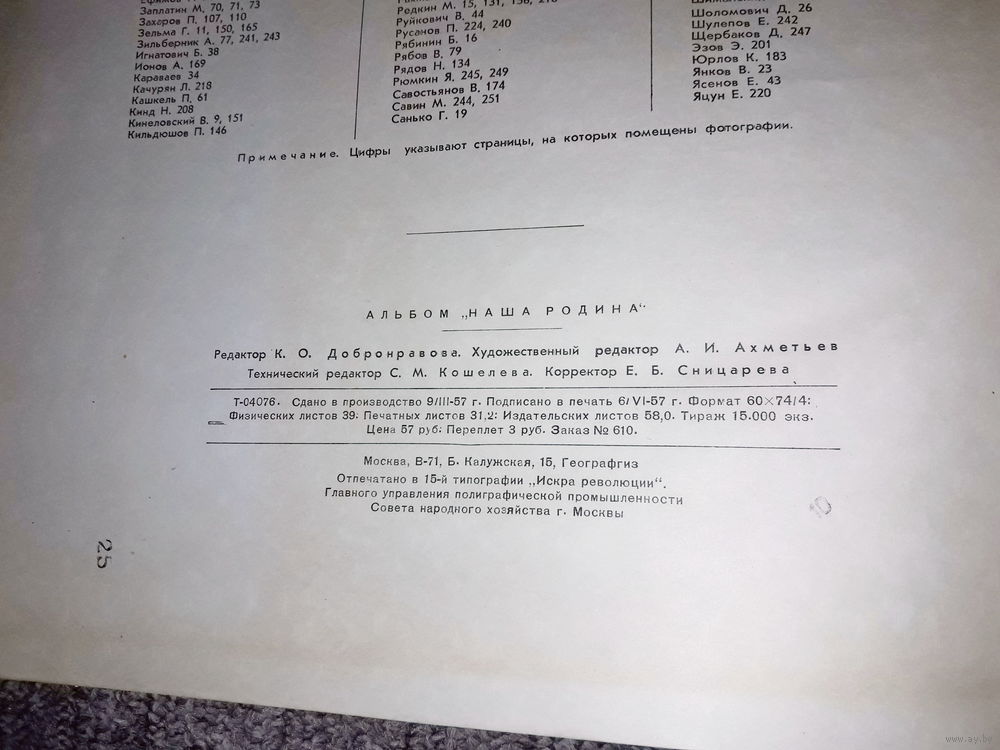 Заплатин М. 70, 71, 73
Захаров П. 107, 110
Зельма Г. 11, 150, 165
Зильберник А. 77, 241, 243
Игнатович Б. 38
Ионов А. 169
Караваев 34
Качурян Л. 218
Кашкель П. 61
Кинд Н. 208
Кинеловский В. 9, 151
Кильдюшов П. 146
Редкин М. 15, 131, 156, 216
Руйкович В. 44
Русанов П. 224, 240
Рябинин Б. 16
Рябов В. 79
Рядов Н. 134
Рюмкин Я. 245, 249
Савостьянов В. 174
Савин М. 244, 251
Санько Г. 19
Шоломович Д. 26
Шулепов Е. 242
Щербаков Д. 247
Эзов Э. 201
Юрлов К. 183
Янков В. 23
Ясенов Е. 43
Яцун Е. 220
Примечание. Цифры указывают страницы, на которых помещены фотографии.
АЛЬБОМ „НАША РОДИНА“
Редактор К. О. Добронравова. Художественный редактор А. И. Ахметьев
Технический редактор С. М. Кошелева. Корректор Е. Б. Сницарева
Т-04076. Сдано в производство 9/III-57 г. Подписано в печать 6/VI-57 г. Формат 60×74/4:
Физических листов 39: Печатных листов 31,2: Издательских листов 58,0. Тираж 15.000 экз.
Цена 57 руб: Переплет 3 руб. Заказ № 610.
Москва, В-71, Б. Калужская, 15, Географгиз
Отпечатано в 15-й типографии „Искра революции“.
Главного управления полиграфической промышленности
Совета народного хозяйства г. Москвы
25
www.ay.by